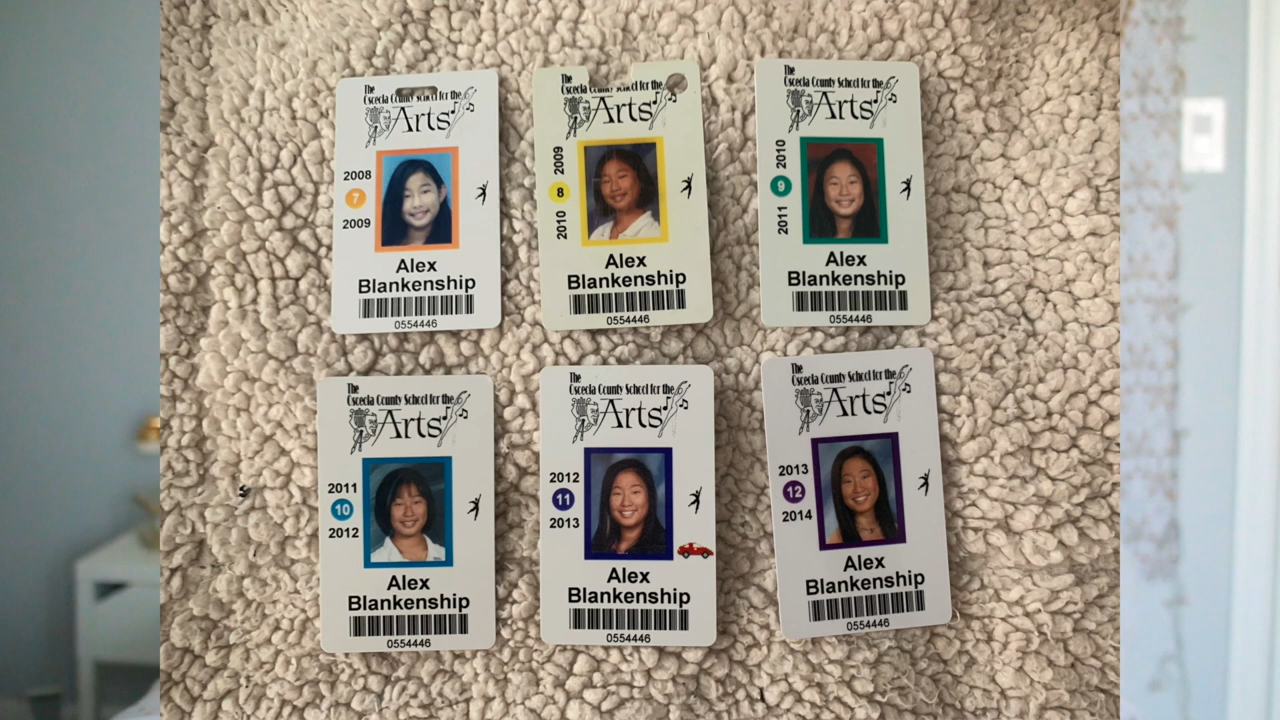 The
Osceola County School for the
Arts
2008
7
2009
Alex
Blankenship
0554446
The
Osceola County School for the
Arts
2009
8
2010
Alex
Blankenship
0554446
The
Osceola County School for the
Arts
2010
9
2011
Alex
Blankenship
0554446
The
Osceola County School for the
Arts
2011
10
2012
Alex
Blankenship
0554446
The
Osceola County School for the
Arts
2012
11
2013
Alex
Blankenship
0554446
The
Osceola County School for the
Arts
2013
12
2014
Alex
Blankenship
0554446